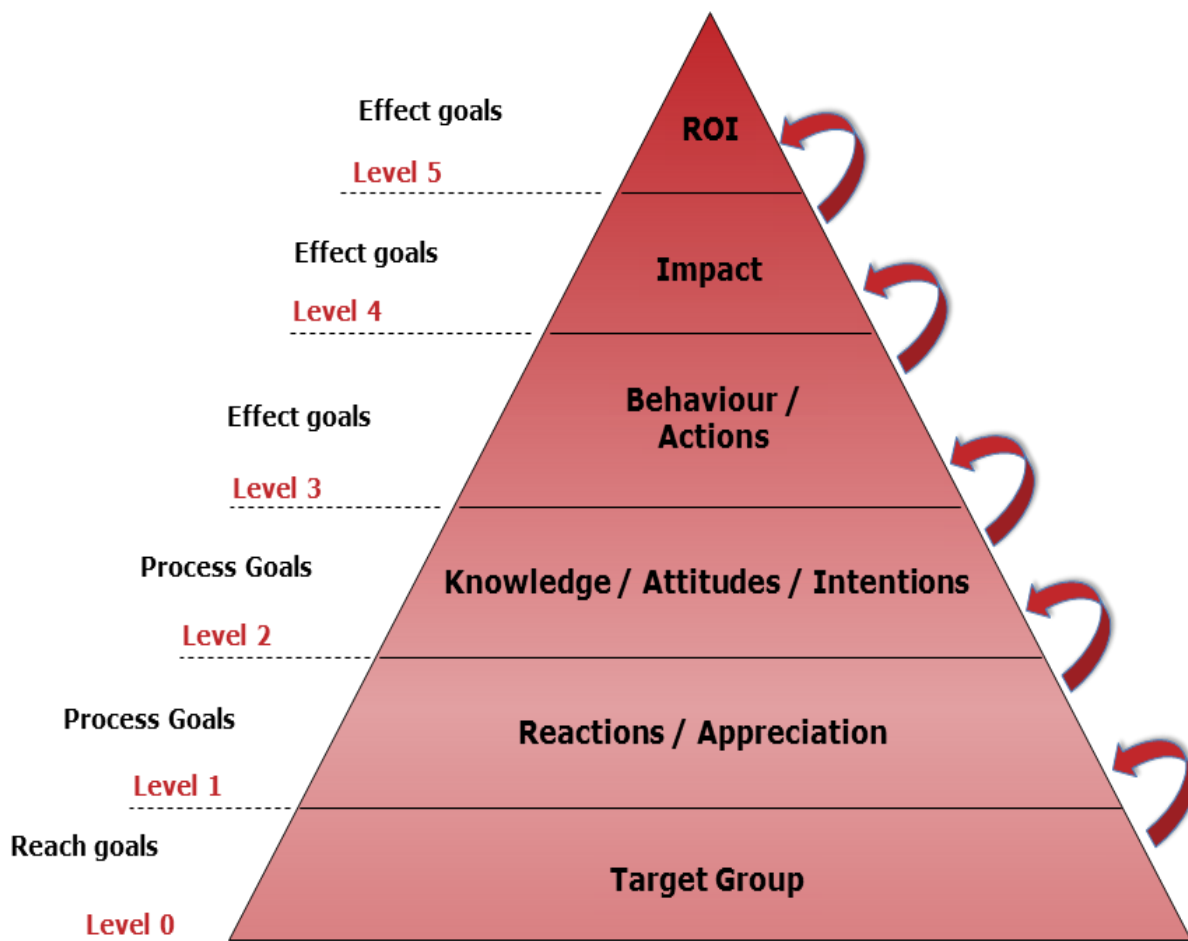 Effect goals
ROI
Level 5
Effect goals
Impact
Level 4
Effect goals
Behaviour /
Actions
Level 3
Process Goals
Knowledge / Attitudes / Intentions
Level 2
Process Goals
Reactions / Appreciation
Level 1
Reach goals
Target Group
Level 0